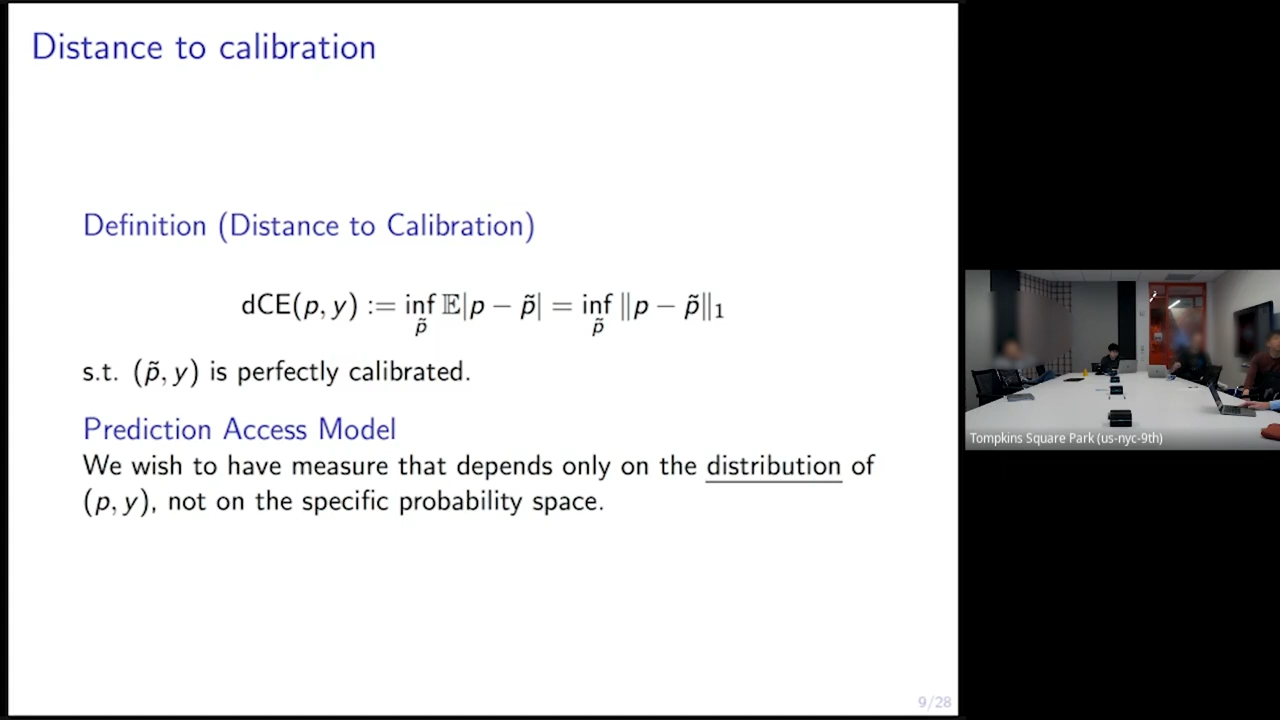 Distance to calibration
Definition (Distance to Calibration)
dCE(p, y) := inf_{p̃} 𝔼|p − p̃| = inf_{p̃} ‖p − p̃‖₁
s.t. (p̃, y) is perfectly calibrated.
Prediction Access Model
We wish to have measure that depends only on the distribution of
(p, y), not on the specific probability space.
9/28
Tompkins Square Park (us-nyc-9th)